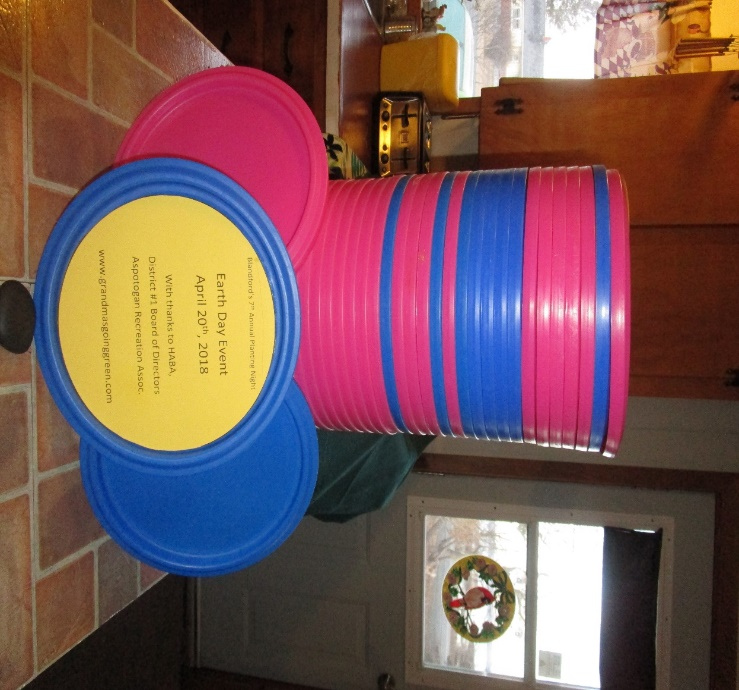 Blandford's 7th Annual Planting Night
Earth Day Event
April 20th, 2018
With thanks to HABA,
District #1 Board of Directors
Aspotogan Recreation Assoc.
www.grandmasgoinggreen.com